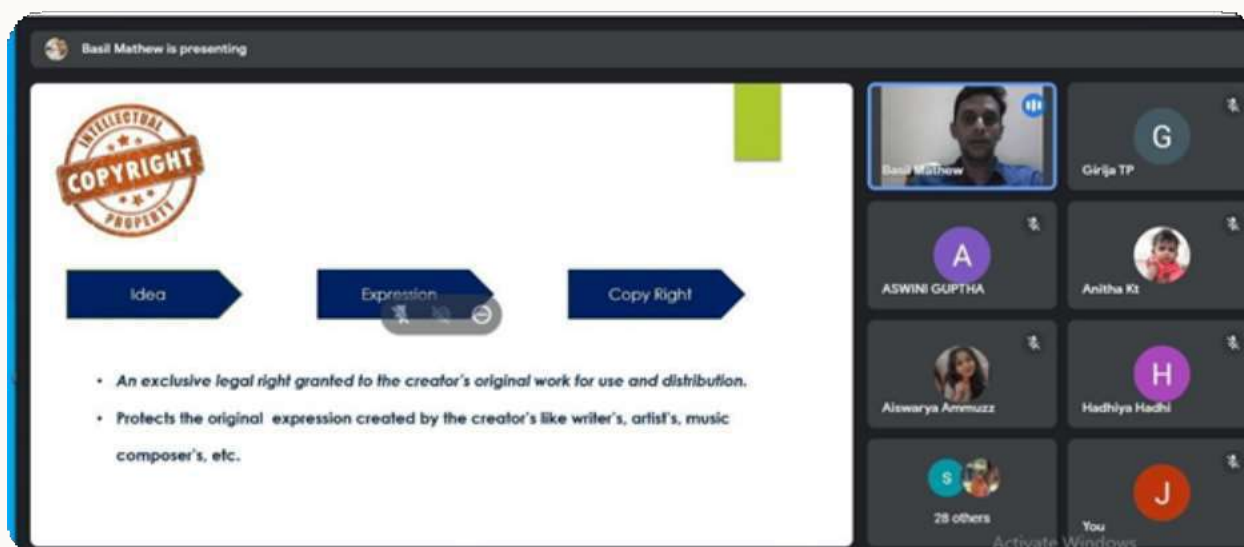 Basil Mathew is presenting
INTELLECTUAL
COPYRIGHT
PROPERTY
Idea
Expression
Copy Right
• An exclusive legal right granted to the creator's original work for use and distribution.
• Protects the original expression created by the creator's like writer's, artist's, music
composer's, etc.
Basil Mathew
G
Girija TP
A
ASWINI GUPTHA
Anitha Kt
Aiswarya Ammuzz
H
Hadhiya Hadhi
S
28 others
J
You
Activate Windows